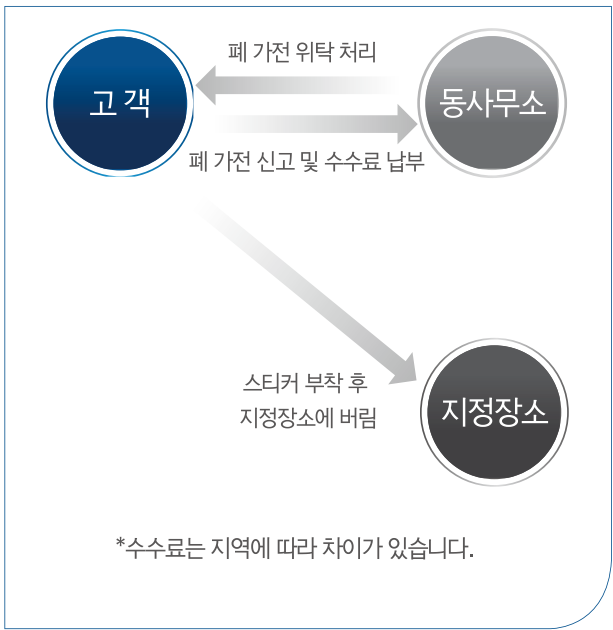 폐 가전 위탁 처리
고 객
동사무소
폐 가전 신고 및 수수료 납부
스티커 부착 후
지정장소에 버림
지정장소
*수수료는 지역에 따라 차이가 있습니다.